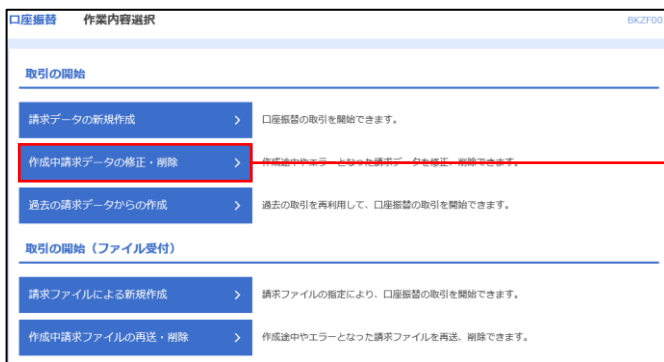 口座振替 作業内容選択 BKZF001
取引の開始
請求データの新規作成 口座振替の取引を開始できます。
作成中請求データの修正・削除 作成途中やエラーとなった請求データを修正、削除できます。
過去の請求データからの作成 過去の取引を再利用して、口座振替の取引を開始できます。
取引の開始（ファイル受付）
請求ファイルによる新規作成 請求ファイルの指定により、口座振替の取引を開始できます。
作成中請求ファイルの再送・削除 作成途中やエラーとなった請求ファイルを再送、削除できます。